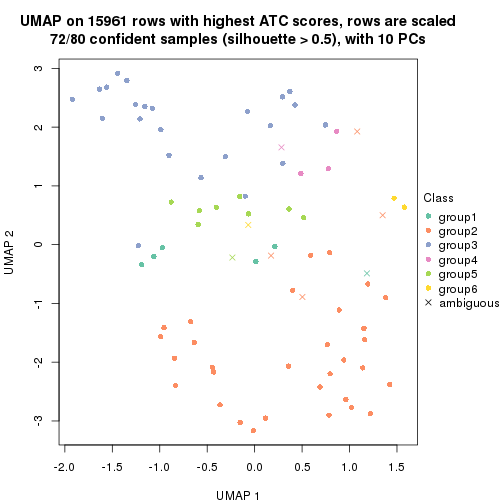 UMAP on 15961 rows with highest ATC scores, rows are scaled
72/80 confident samples (silhouette > 0.5), with 10 PCs
3
2
1
0
-1
-2
-3
UMAP 2
-2.0 -1.5 -1.0 -0.5 0.0 0.5 1.0 1.5
UMAP 1
Class
group1
group2
group3
group4
group5
group6
ambiguous